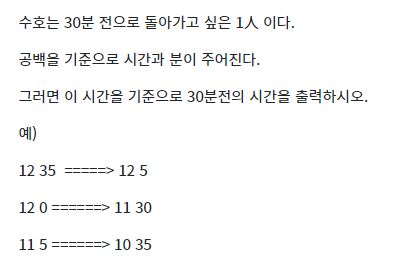 수호는 30분 전으로 돌아가고 싶은 1人 이다.
공백을 기준으로 시간과 분이 주어진다.
그러면 이 시간을 기준으로 30분전의 시간을 출력하시오.
예)
12 35 =====> 12 5
12 0 ======> 11 30
11 5 ======> 10 35